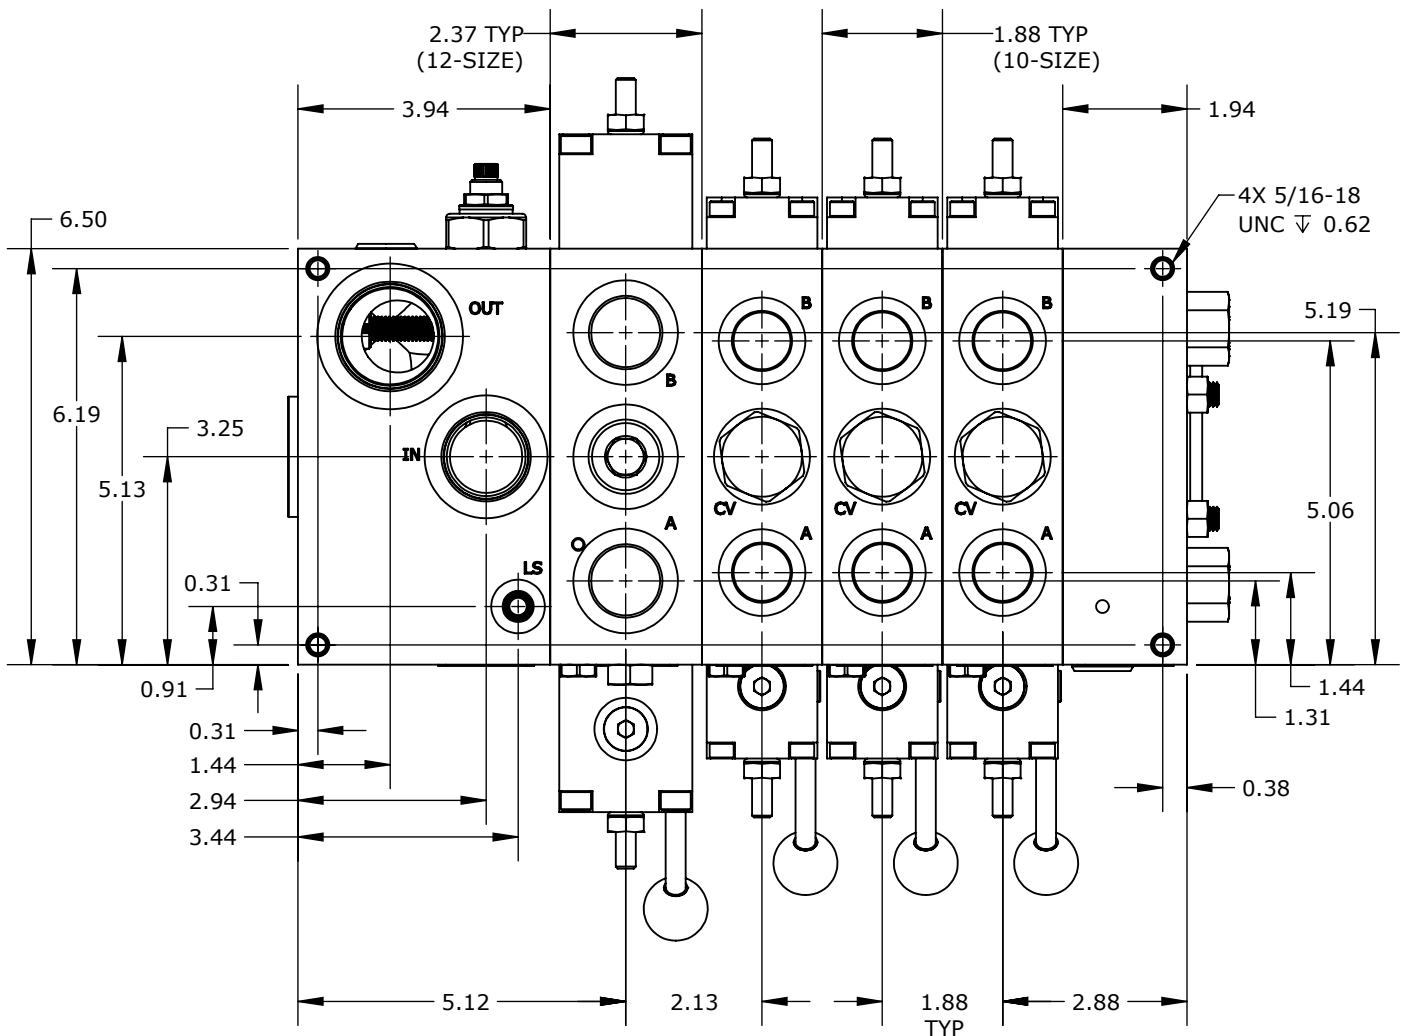 2.37 TYP
(12-SIZE)
1.88 TYP
(10-SIZE)
3.94
1.94
4X 5/16-18
UNC ↧ 0.62
6.50
OUT
B
B
B
5.19
B
6.19
3.25
IN
5.13
CV
CV
CV
5.06
A
A
A
A
LS
0.31
0.91
1.44
1.31
0.31
1.44
2.94
0.38
3.44
5.12
2.13
1.88
TYP
2.88